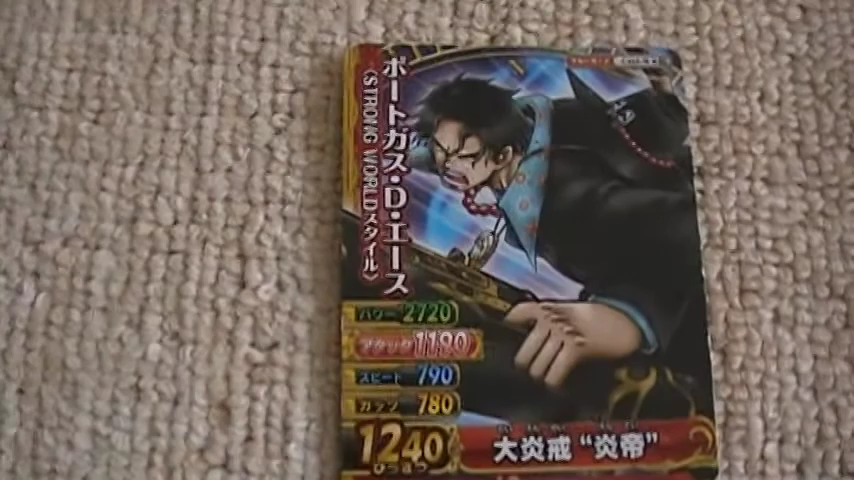 ポートガス・D・エース
〈STRONG WORLDスタイル〉
パワー 2720
アタック 1190
スピード 790
ガッツ 780
1240
ひっさつ
大炎戒“炎帝”